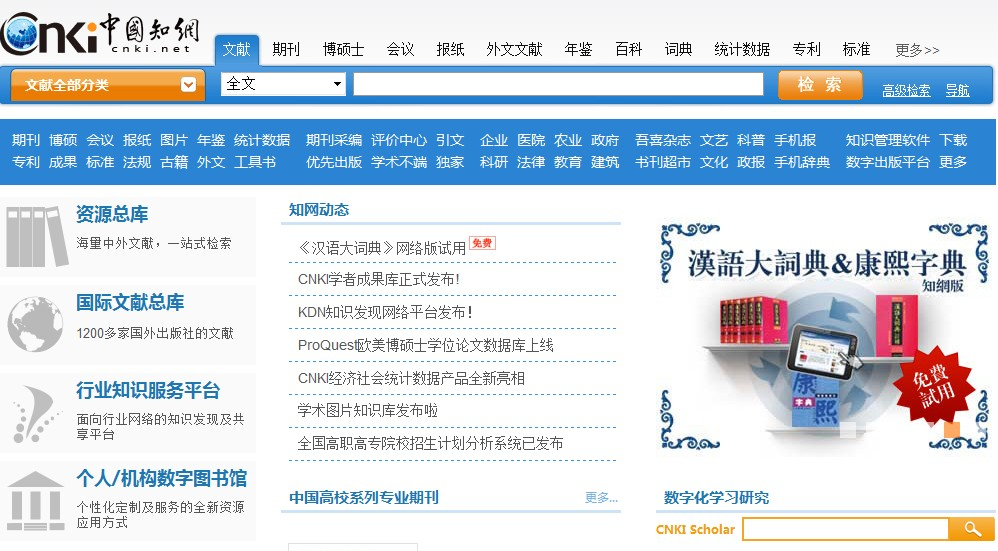 Cnki 中國知網
cnki.net
文献 期刊 博硕士 会议 报纸 外文文献 年鉴 百科 词典 统计数据 专利 标准 更多>>
文献全部分类 全文 检 索 高级检索 导航
期刊 博硕 会议 报纸 图片 年鉴 统计数据 期刊采编 评价中心 引文 企业 医院 农业 政府 吾喜杂志 文艺 科普 手机报 知识管理软件 下载
专利 成果 标准 法规 古籍 外文 工具书 优先出版 学术不端 独家 科研 法律 教育 建筑 书刊超市 文化 政报 手机辞典 数字出版平台 更多
资源总库
海量中外文献，一站式检索
国际文献总库
1200多家国外出版社的文献
行业知识服务平台
面向行业网络的知识发现及共
享平台
个人/机构数字图书馆
个性化定制及服务的全新资源
应用方式
知网动态
《汉语大词典》网络版试用 免费
CNKI学者成果库正式发布！
KDN知识发现网络平台发布！
ProQuest欧美博硕士学位论文数据库上线
CNKI经济社会统计数据产品全新亮相
学术图片知识库发布啦
全国高职高专院校招生计划分析系统已发布
中国高校系列专业期刊 更多...
漢語大詞典&康熙字典
知網版
漢語大詞典
康熙
字典
免費
試用
数字化学习研究
CNKI Scholar